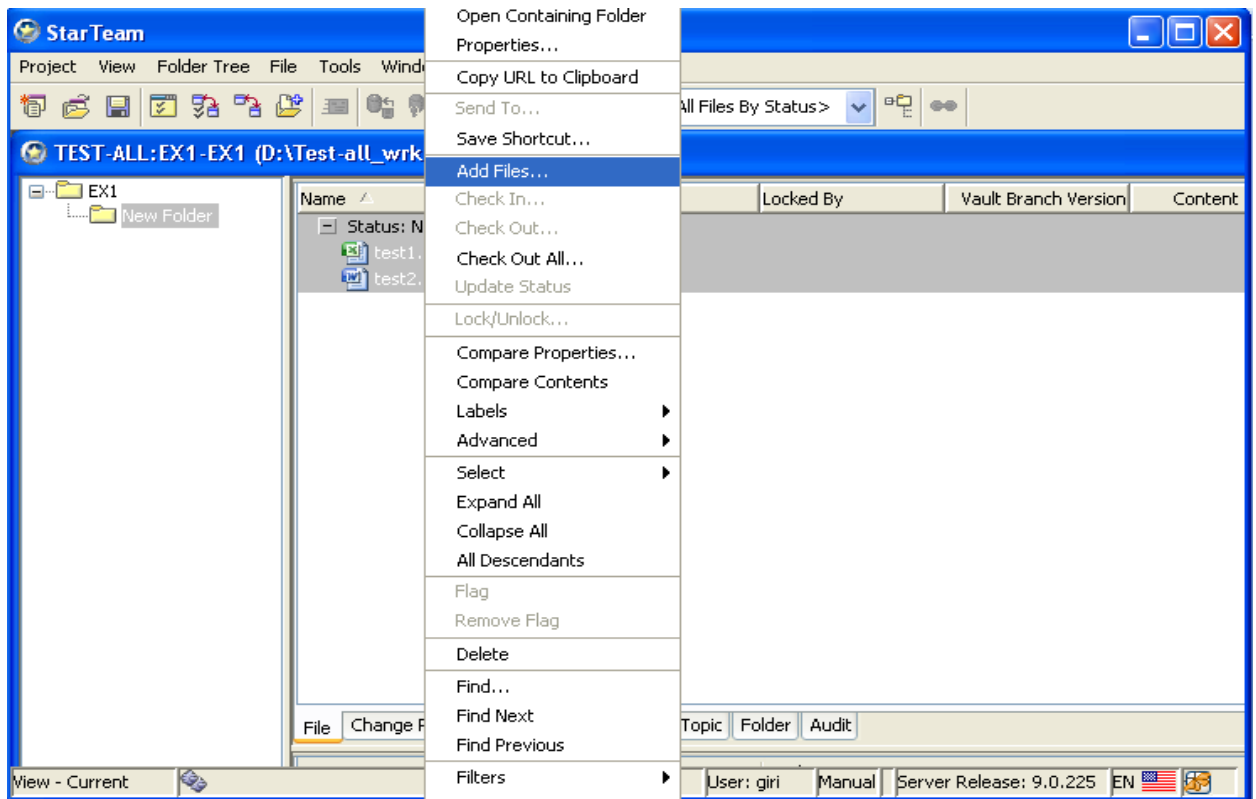 StarTeam
Project View Folder Tree File Tools
All Files By Status>
TEST-ALL:EX1-EX1 (D:\Test-all_wrk
EX1
New Folder
Name Locked By Vault Branch Version Content
Status: N
test1.
test2.
Open Containing Folder
Properties...
Copy URL to Clipboard
Send To...
Save Shortcut...
Add Files...
Check In...
Check Out...
Check Out All...
Update Status
Lock/Unlock...
Compare Properties...
Compare Contents
Labels
Advanced
Select
Expand All
Collapse All
All Descendants
Flag
Remove Flag
Delete
Find...
Find Next
Find Previous
Filters
File Change Topic Folder Audit
View - Current User: giri Manual Server Release: 9.0.225 EN